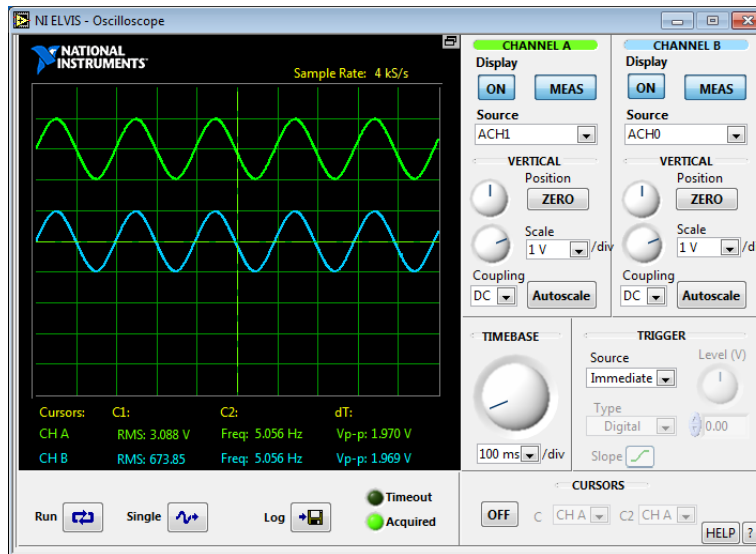 NI ELVIS - Oscilloscope
NATIONAL
INSTRUMENTS
Sample Rate: 4 kS/s
Cursors: C1: C2: dT:
CH A RMS: 3.088 V Freq: 5.056 Hz Vp-p: 1.970 V
CH B RMS: 673.85 Freq: 5.056 Hz Vp-p: 1.969 V
Run Single Log Timeout
Acquired
CHANNEL A
Display
ON MEAS
Source
ACH1
VERTICAL
Position
ZERO
Scale
1 V /div
Coupling
DC Autoscale
CHANNEL B
Display
ON MEAS
Source
ACH0
VERTICAL
Position
ZERO
Scale
1 V /d
Coupling
DC Autoscale
TIMEBASE
100 ms /div
TRIGGER
Source Level (V)
Immediate
Type
Digital 0.00
Slope
CURSORS
OFF C CH A C2 CH A
HELP ?